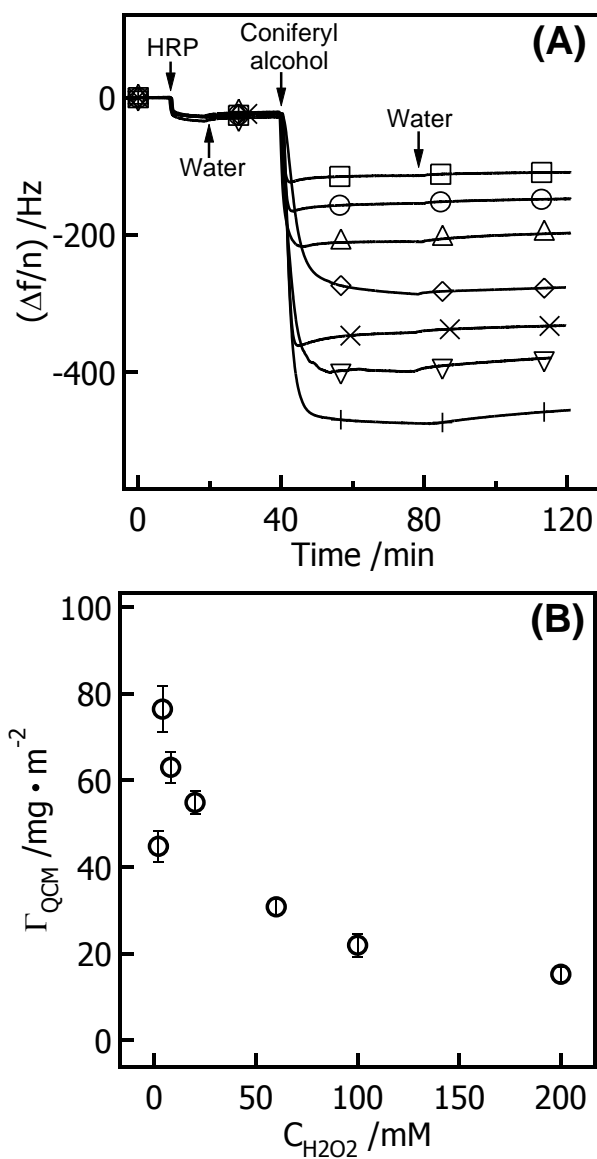 (A)
HRP
Coniferyl
alcohol
Water
Water
0
-200
-400
(Δf/n) /Hz
0
40
80
120
Time /min
(B)
100
80
60
40
20
0
Γ_QCM /mg・m^-2
0
50
100
150
200
C_H2O2 /mM